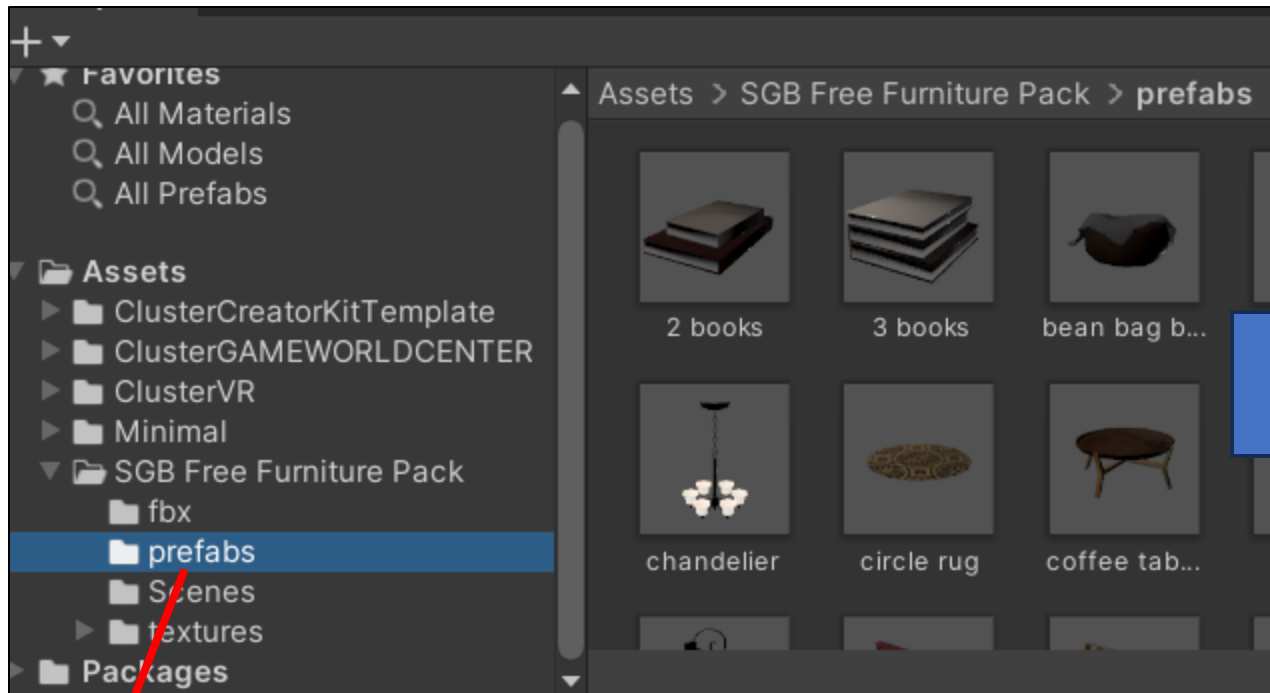 Favorites
All Materials
All Models
All Prefabs
Assets
ClusterCreatorKitTemplate
ClusterGAMEWORLDCENTER
ClusterVR
Minimal
SGB Free Furniture Pack
fbx
prefabs
Scenes
textures
Packages
Assets > SGB Free Furniture Pack > prefabs
2 books
3 books
bean bag b...
chandelier
circle rug
coffee tab...